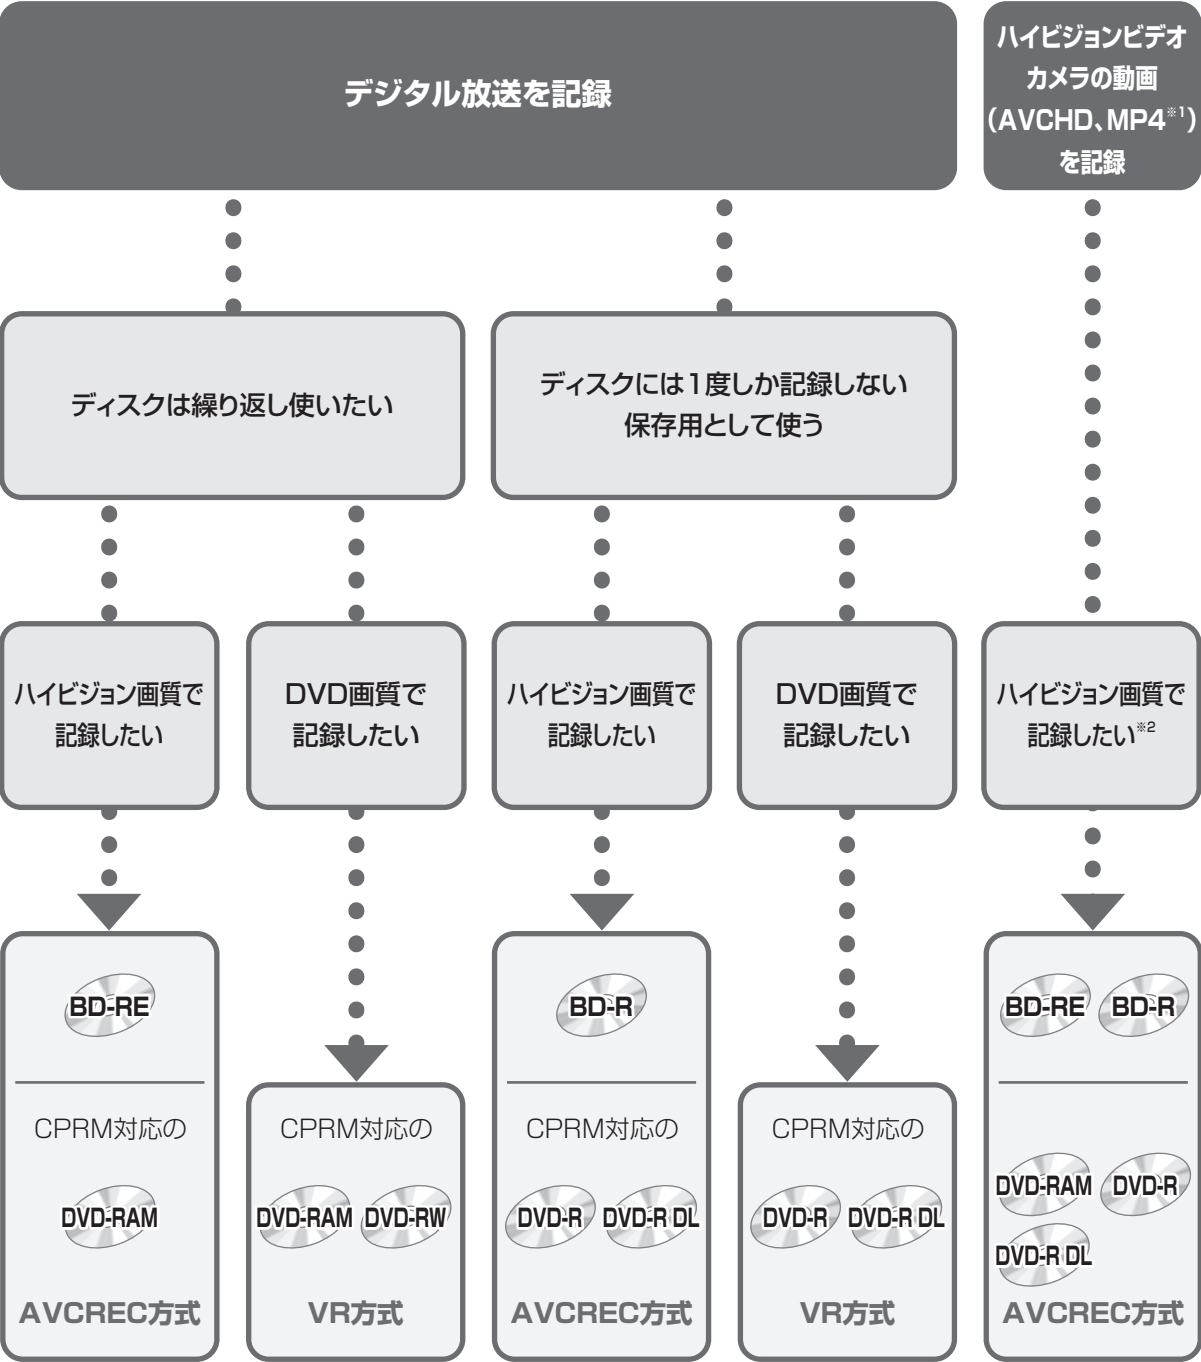 デジタル放送を記録
ハイビジョンビデオ
カメラの動画
(AVCHD、MP4※1)
を記録
ディスクは繰り返し使いたい
ディスクには1度しか記録しない
保存用として使う
ハイビジョン画質で
記録したい
DVD画質で
記録したい
ハイビジョン画質で
記録したい
DVD画質で
記録したい
ハイビジョン画質で
記録したい※2
BD-RE
CPRM対応の
DVD-RAM
AVCREC方式
CPRM対応の
DVD-RAM DVD-RW
VR方式
BD-R
CPRM対応の
DVD-R DVD-R DL
AVCREC方式
CPRM対応の
DVD-R DVD-R DL
VR方式
BD-RE BD-R
DVD-RAM DVD-R
DVD-R DL
AVCREC方式